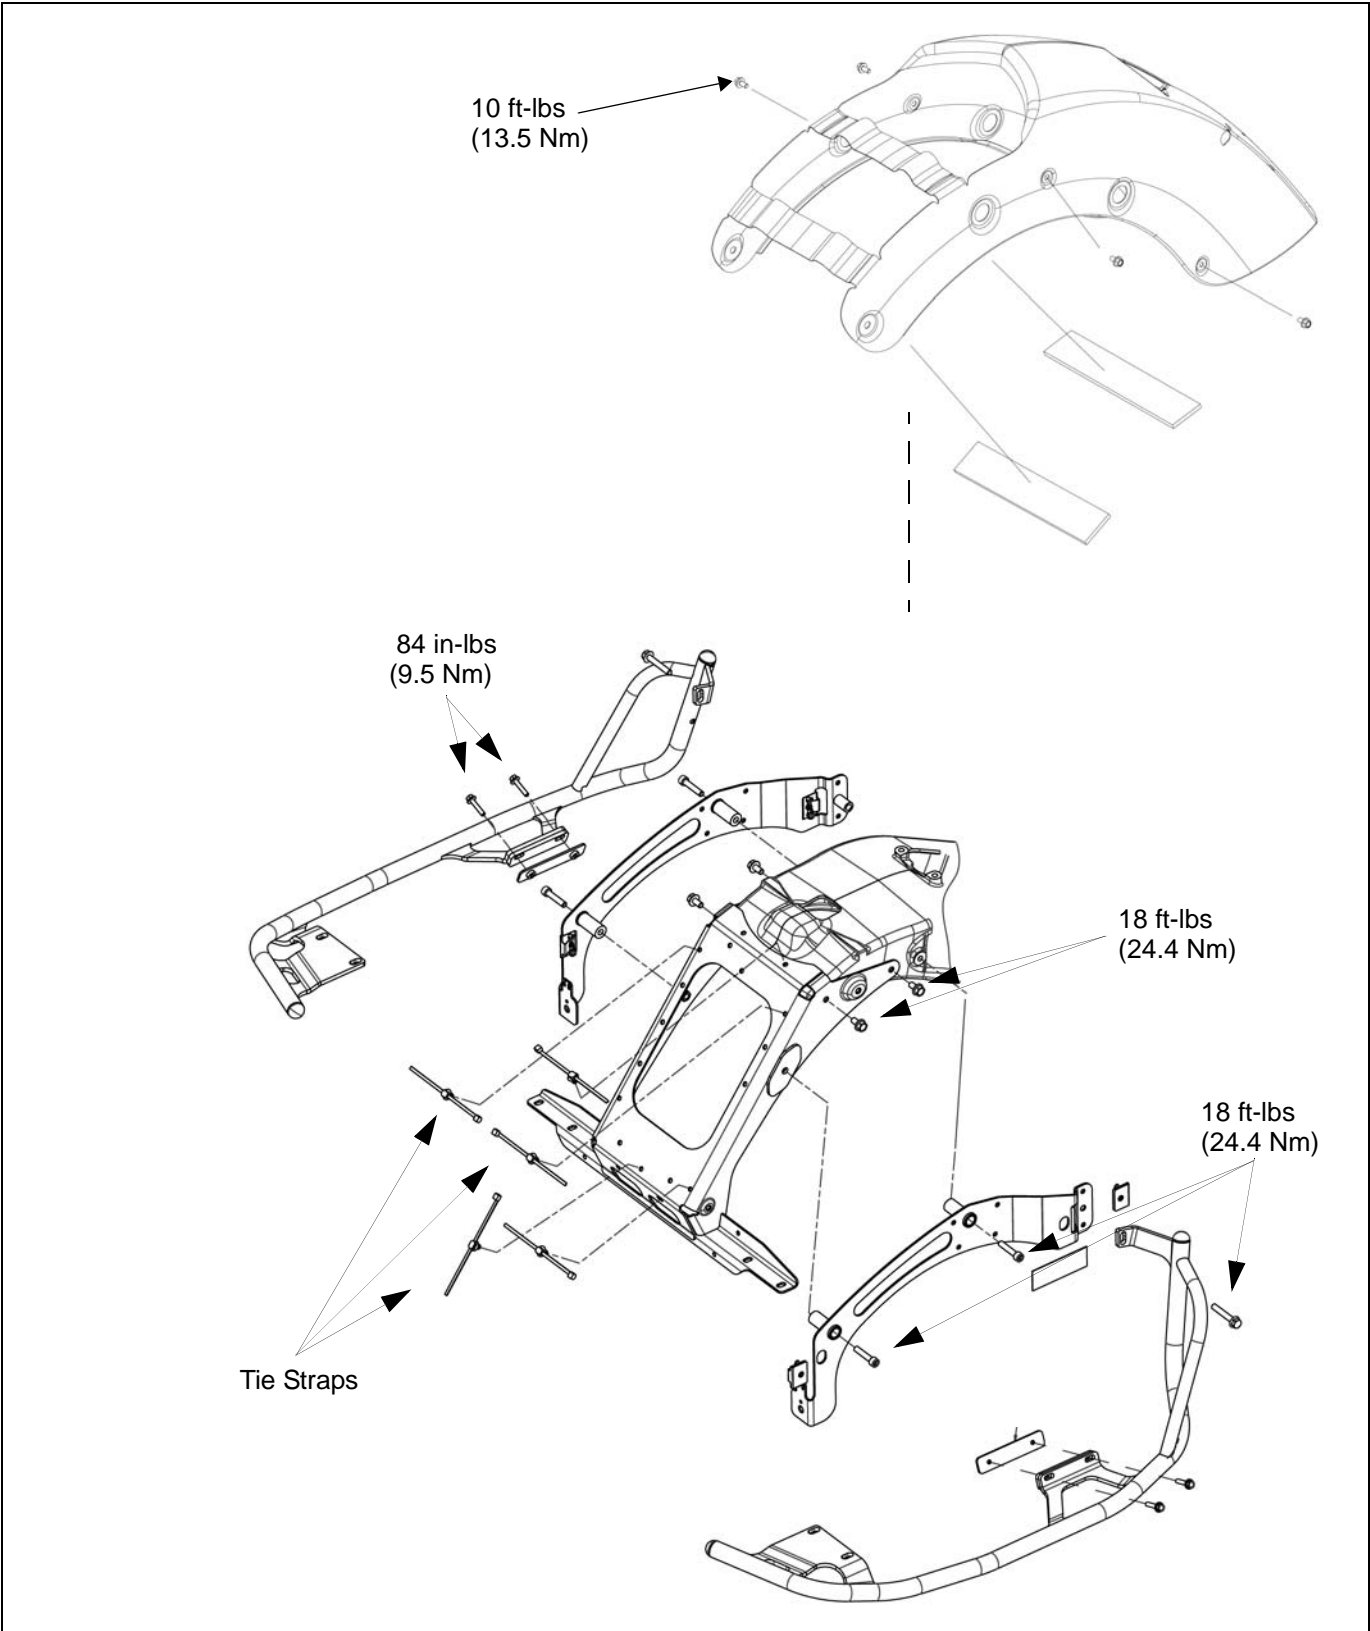 10 ft-lbs
(13.5 Nm)
84 in-lbs
(9.5 Nm)
18 ft-lbs
(24.4 Nm)
18 ft-lbs
(24.4 Nm)
Tie Straps